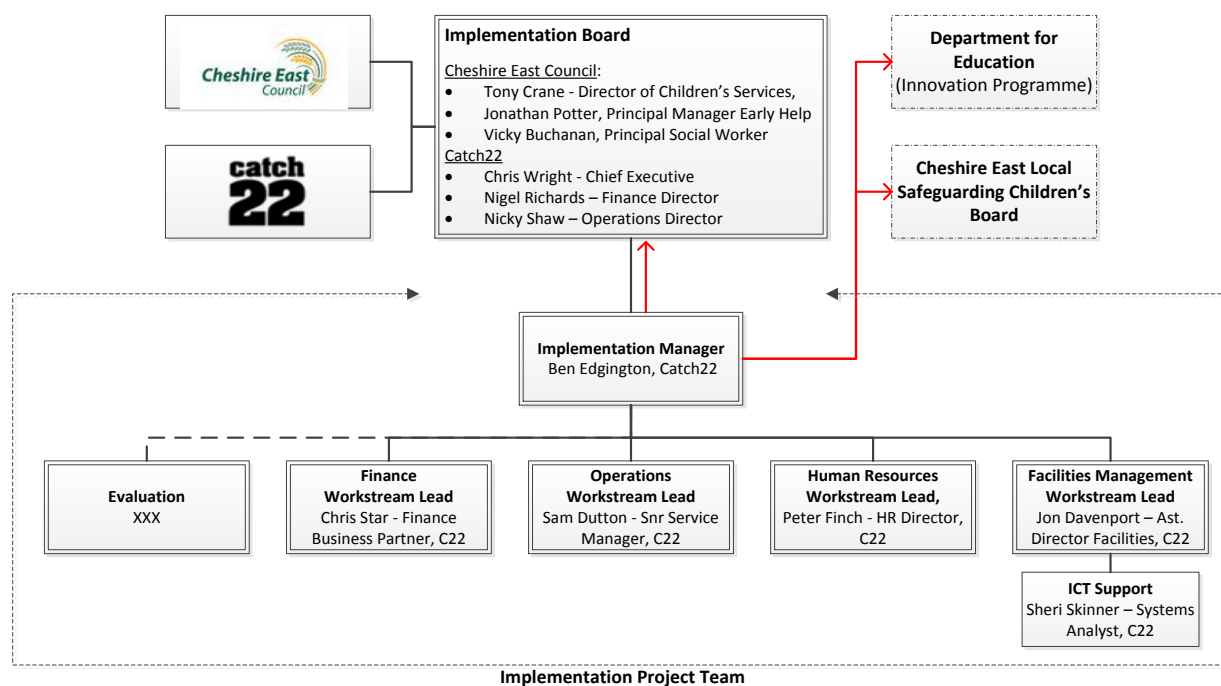 Cheshire East
Council
catch
22
Implementation Board
Cheshire East Council:
• Tony Crane - Director of Children’s Services,
• Jonathan Potter, Principal Manager Early Help
• Vicky Buchanan, Principal Social Worker
Catch22
• Chris Wright - Chief Executive
• Nigel Richards – Finance Director
• Nicky Shaw – Operations Director
Department for
Education
(Innovation Programme)
Cheshire East Local
Safeguarding Children’s
Board
Implementation Manager
Ben Edgington, Catch22
Evaluation
XXX
Finance
Workstream Lead
Chris Star - Finance
Business Partner, C22
Operations
Workstream Lead
Sam Dutton - Snr Service
Manager, C22
Human Resources
Workstream Lead,
Peter Finch - HR Director,
C22
Facilities Management
Workstream Lead
Jon Davenport – Ast.
Director Facilities, C22
ICT Support
Sheri Skinner – Systems
Analyst, C22
Implementation Project Team